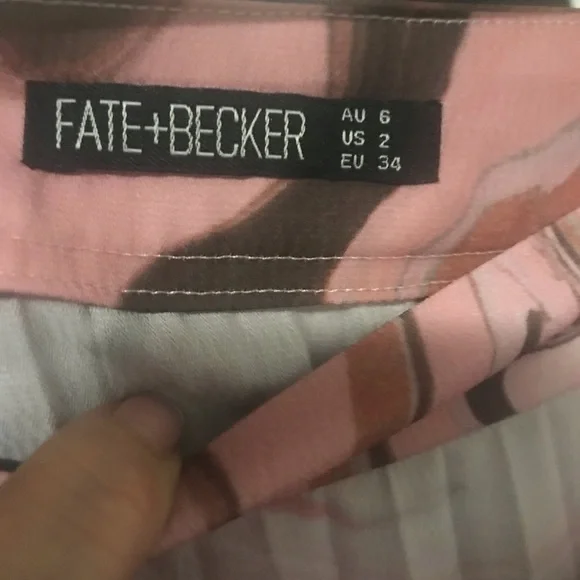 FATE+BECKER
AU 6
US 2
EU 34